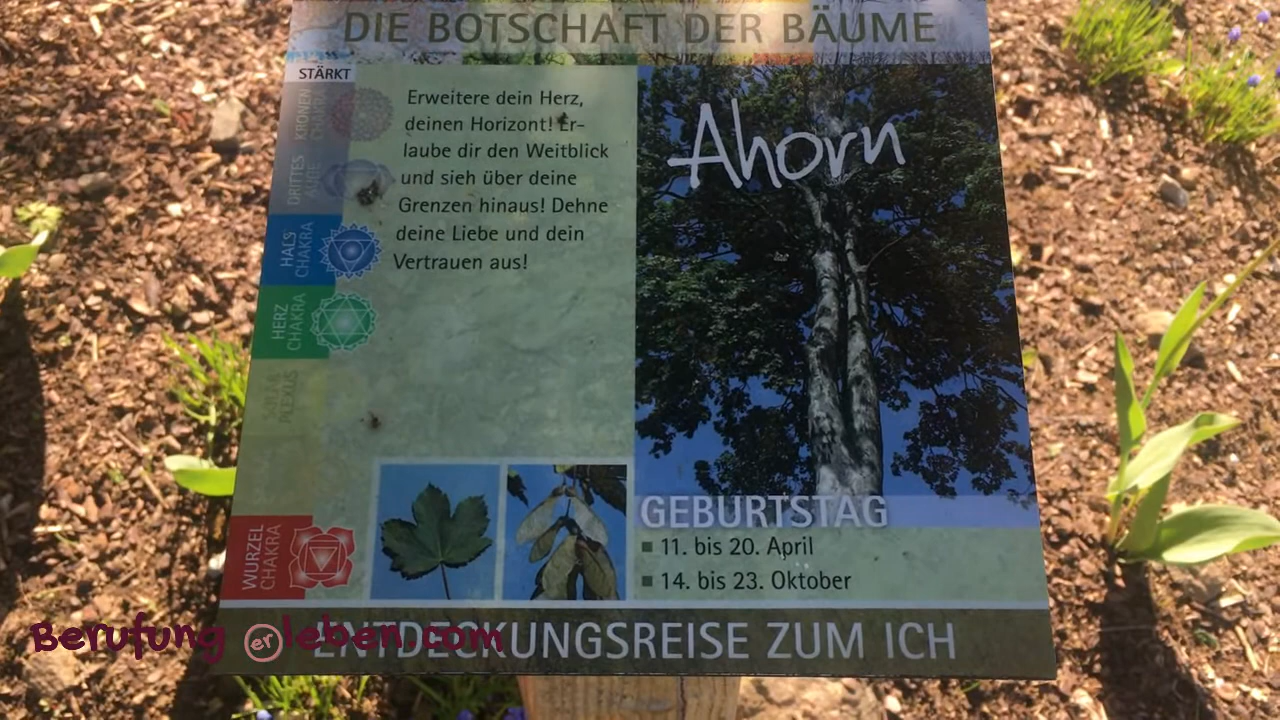 DIE BOTSCHAFT DER BÄUME
STÄRKT
KRONEN
CHAKRA
DRITTES
AUGE
HALS
CHAKRA
HERZ
CHAKRA
SOLAR
PLEXUS
WURZEL
CHAKRA
Erweitere dein Herz,
deinen Horizont! Er-
laube dir den Weitblick
und sieh über deine
Grenzen hinaus! Dehne
deine Liebe und dein
Vertrauen aus!
Ahorn
GEBURTSTAG
11. bis 20. April
14. bis 23. Oktober
ENTDECKUNGSREISE ZUM ICH
Berufung erleben.com